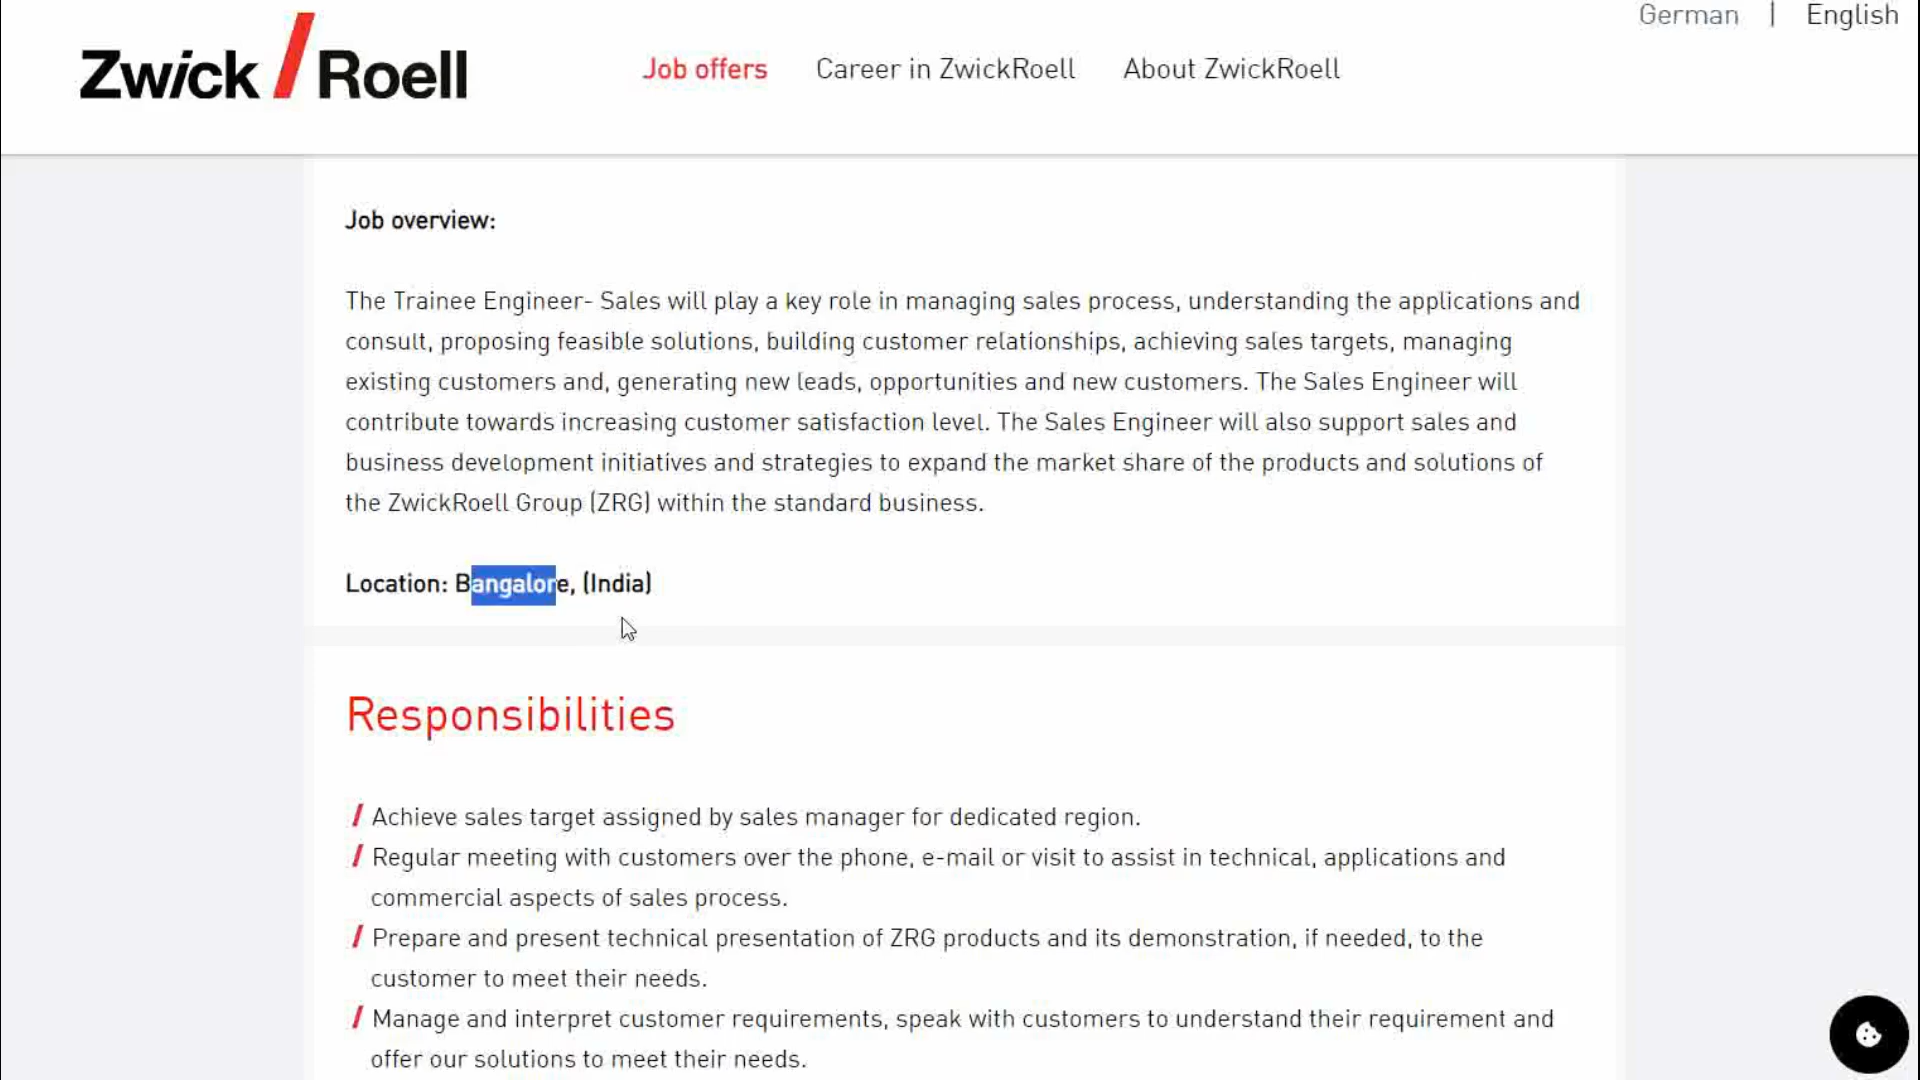 German | English
Zwick / Roell
Job offers Career in ZwickRoell About ZwickRoell
Job overview:
The Trainee Engineer- Sales will play a key role in managing sales process, understanding the applications and
consult, proposing feasible solutions, building customer relationships, achieving sales targets, managing
existing customers and, generating new leads, opportunities and new customers. The Sales Engineer will
contribute towards increasing customer satisfaction level. The Sales Engineer will also support sales and
business development initiatives and strategies to expand the market share of the products and solutions of
the ZwickRoell Group (ZRG) within the standard business.
Location: Bangalore, (India)
Responsibilities
/ Achieve sales target assigned by sales manager for dedicated region.
/ Regular meeting with customers over the phone, e-mail or visit to assist in technical, applications and
commercial aspects of sales process.
/ Prepare and present technical presentation of ZRG products and its demonstration, if needed, to the
customer to meet their needs.
/ Manage and interpret customer requirements, speak with customers to understand their requirement and
offer our solutions to meet their needs.